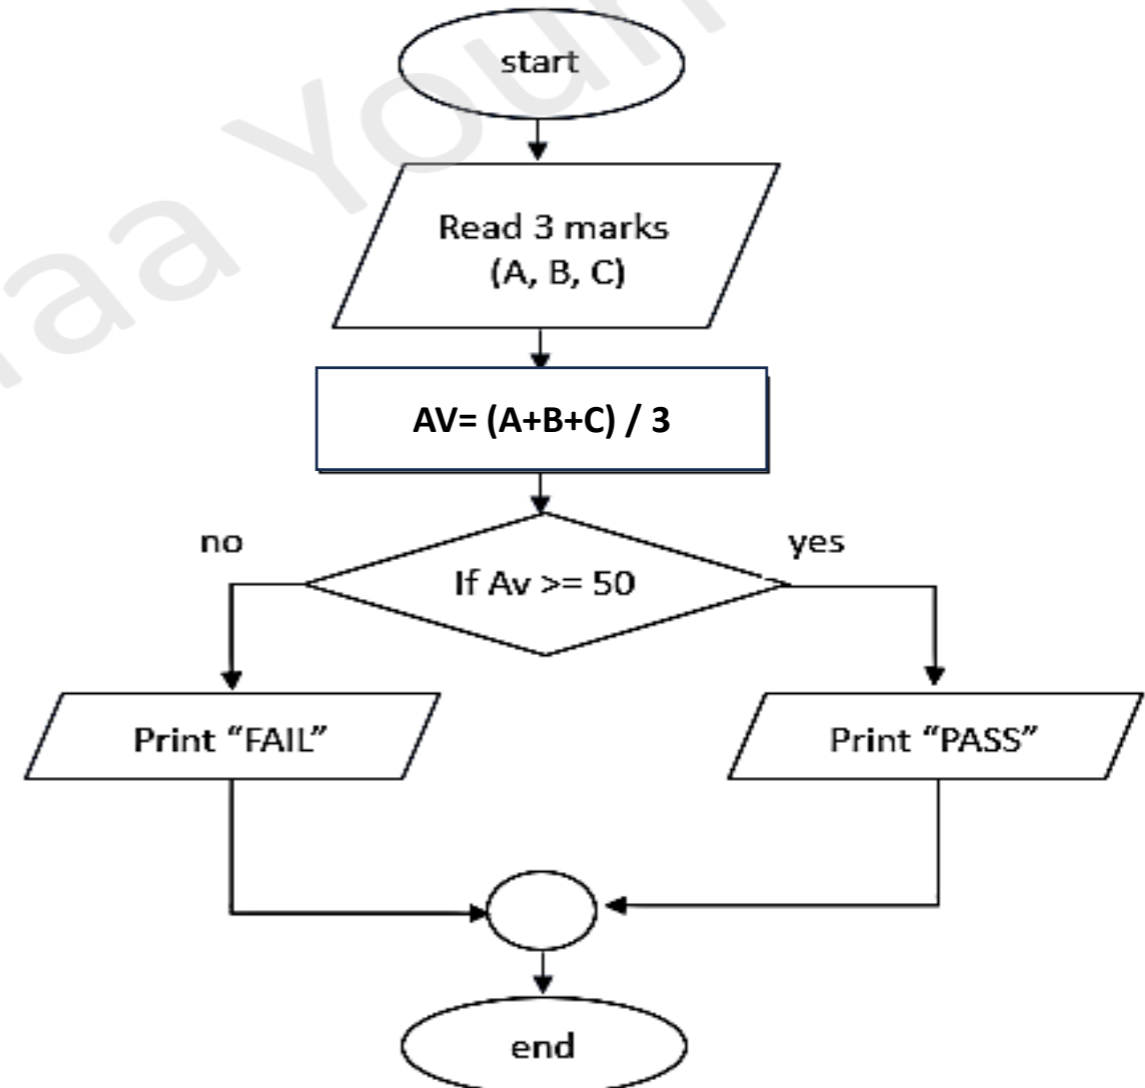 start
Read 3 marks
(A, B, C)
AV= (A+B+C) / 3
no
yes
If Av >= 50
Print “FAIL”
Print “PASS”
end